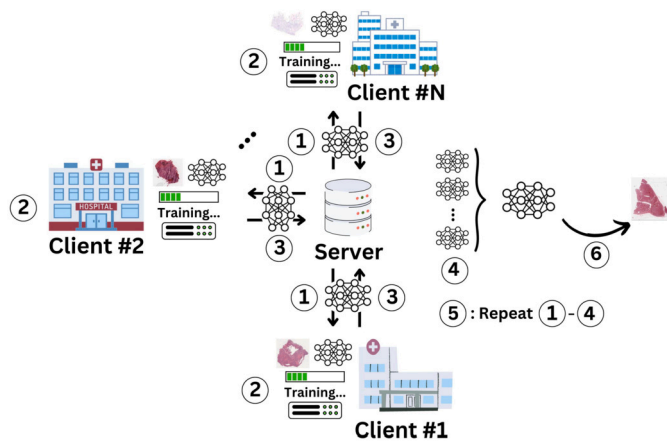 2
Training...
Client #N
1
3
1
2
HOSPITAL
Training...
3
Client #2
Server
4
6
1
3
5 : Repeat 1 - 4
2
Training...
Client #1